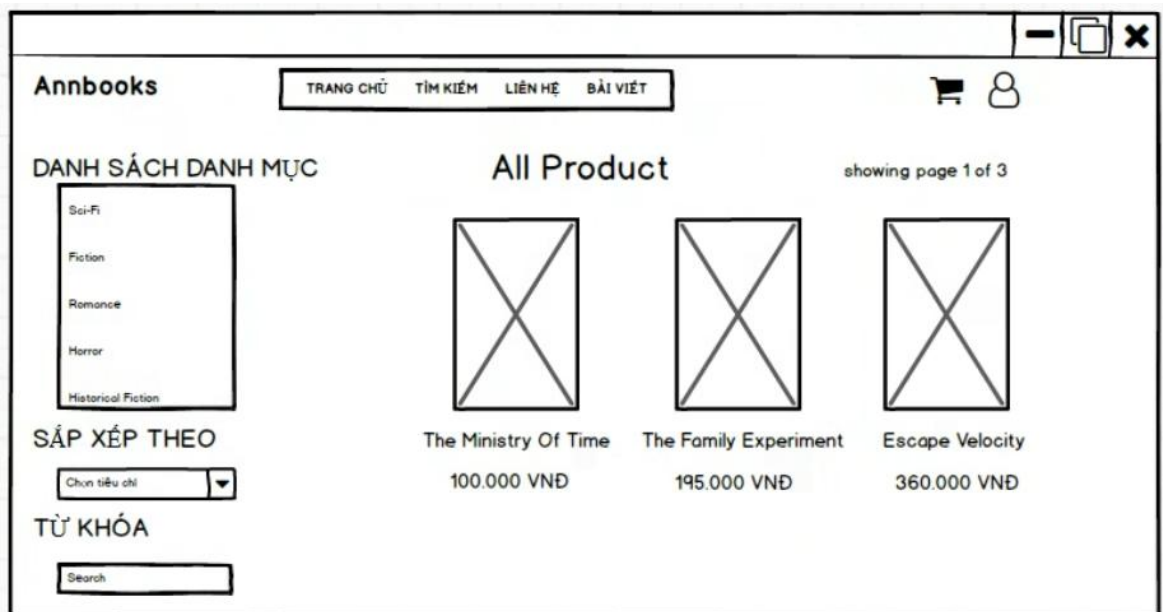 Annbooks
TRANG CHỦ TÌM KIẾM LIÊN HỆ BÀI VIẾT
DANH SÁCH DANH MỤC
Sci-Fi
Fiction
Romance
Horror
Historical Fiction
SẮP XẾP THEO
Chọn tiêu chí
TỪ KHÓA
Search
All Product
showing page 1 of 3
The Ministry Of Time
100.000 VNĐ
The Family Experiment
195.000 VNĐ
Escape Velocity
360.000 VNĐ